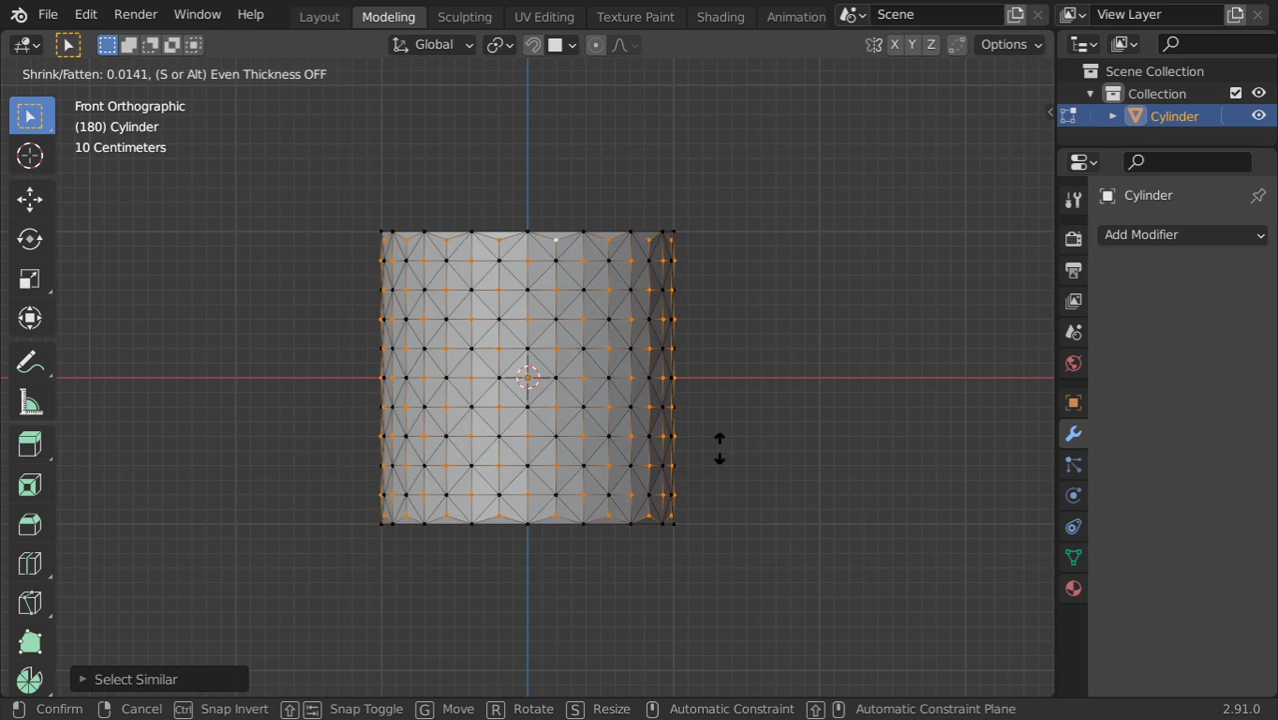 File Edit Render Window Help Layout Modeling Sculpting UV Editing Texture Paint Shading Animation Scene View Layer
Global X Y Z Options
Shrink/Fatten: 0.0141, (S or Alt) Even Thickness OFF
Scene Collection
Front Orthographic
Collection
(180) Cylinder
Cylinder
10 Centimeters
Cylinder
Add Modifier
Select Similar
Confirm Cancel Ctrl Snap Invert Snap Toggle G Move R Rotate S Resize Automatic Constraint Automatic Constraint Plane 2.91.0